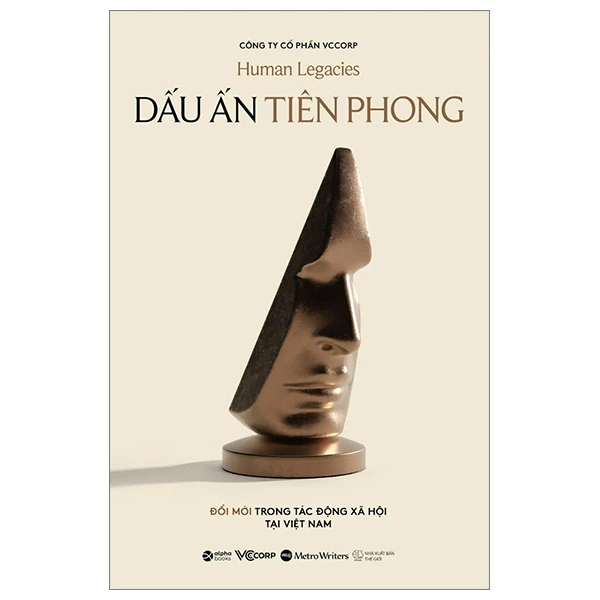 CÔNG TY CỔ PHẦN VCCORP
Human Legacies
DẤU ẤN TIÊN PHONG
ĐỔI MỚI TRONG TÁC ĐỘNG XÃ HỘI
TẠI VIỆT NAM
alpha books VCCORP MetroWriters NHÀ XUẤT BẢN THẾ GIỚI